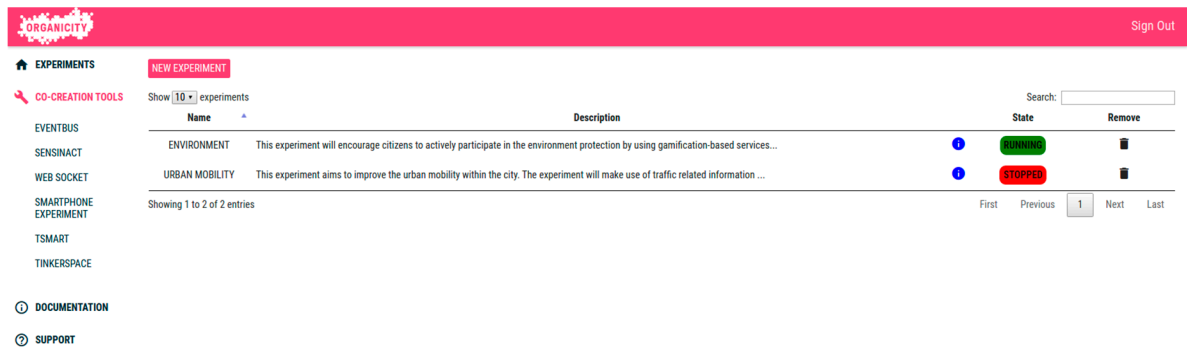 ORGANICITY
Sign Out
EXPERIMENTS
CO-CREATION TOOLS
EVENTBUS
SENSINACT
WEB SOCKET
SMARTPHONE
EXPERIMENT
TSMART
TINKERSPACE
DOCUMENTATION
SUPPORT
NEW EXPERIMENT
Show 10 experiments
Search:
Name Description State Remove
ENVIRONMENT This experiment will encourage citizens to actively participate in the environment protection by using gamification-based services... i RUNNING
URBAN MOBILITY This experiment aims to improve the urban mobility within the city. The experiment will make use of traffic related information ... i STOPPED
Showing 1 to 2 of 2 entries
First Previous 1 Next Last